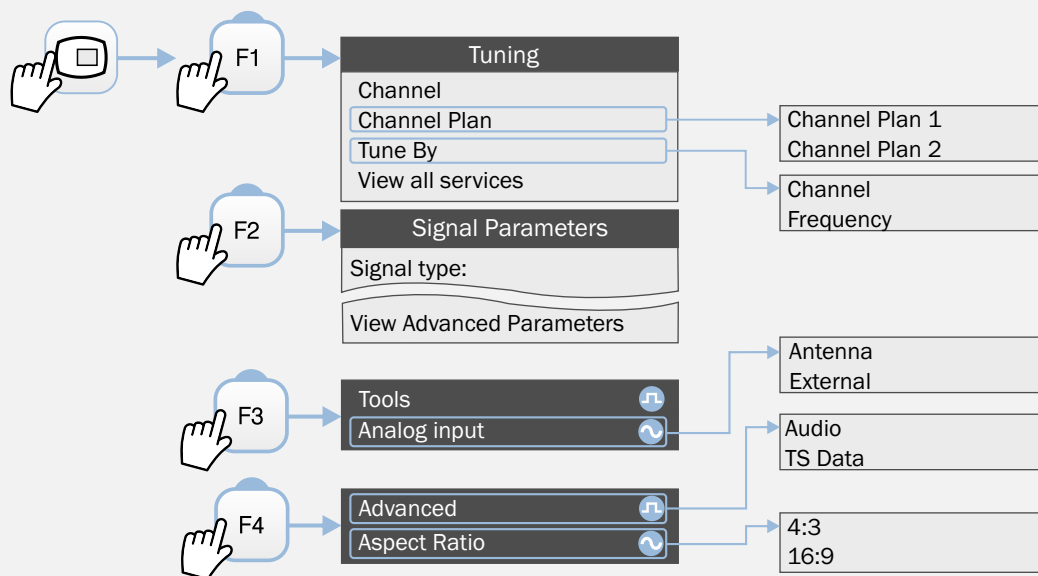 F1
Tuning
Channel
Channel Plan
Tune By
View all services
Channel Plan 1
Channel Plan 2
Channel
Frequency
F2
Signal Parameters
Signal type:
View Advanced Parameters
F3
Tools
Analog input
Antenna
External
F4
Advanced
Aspect Ratio
Audio
TS Data
4:3
16:9